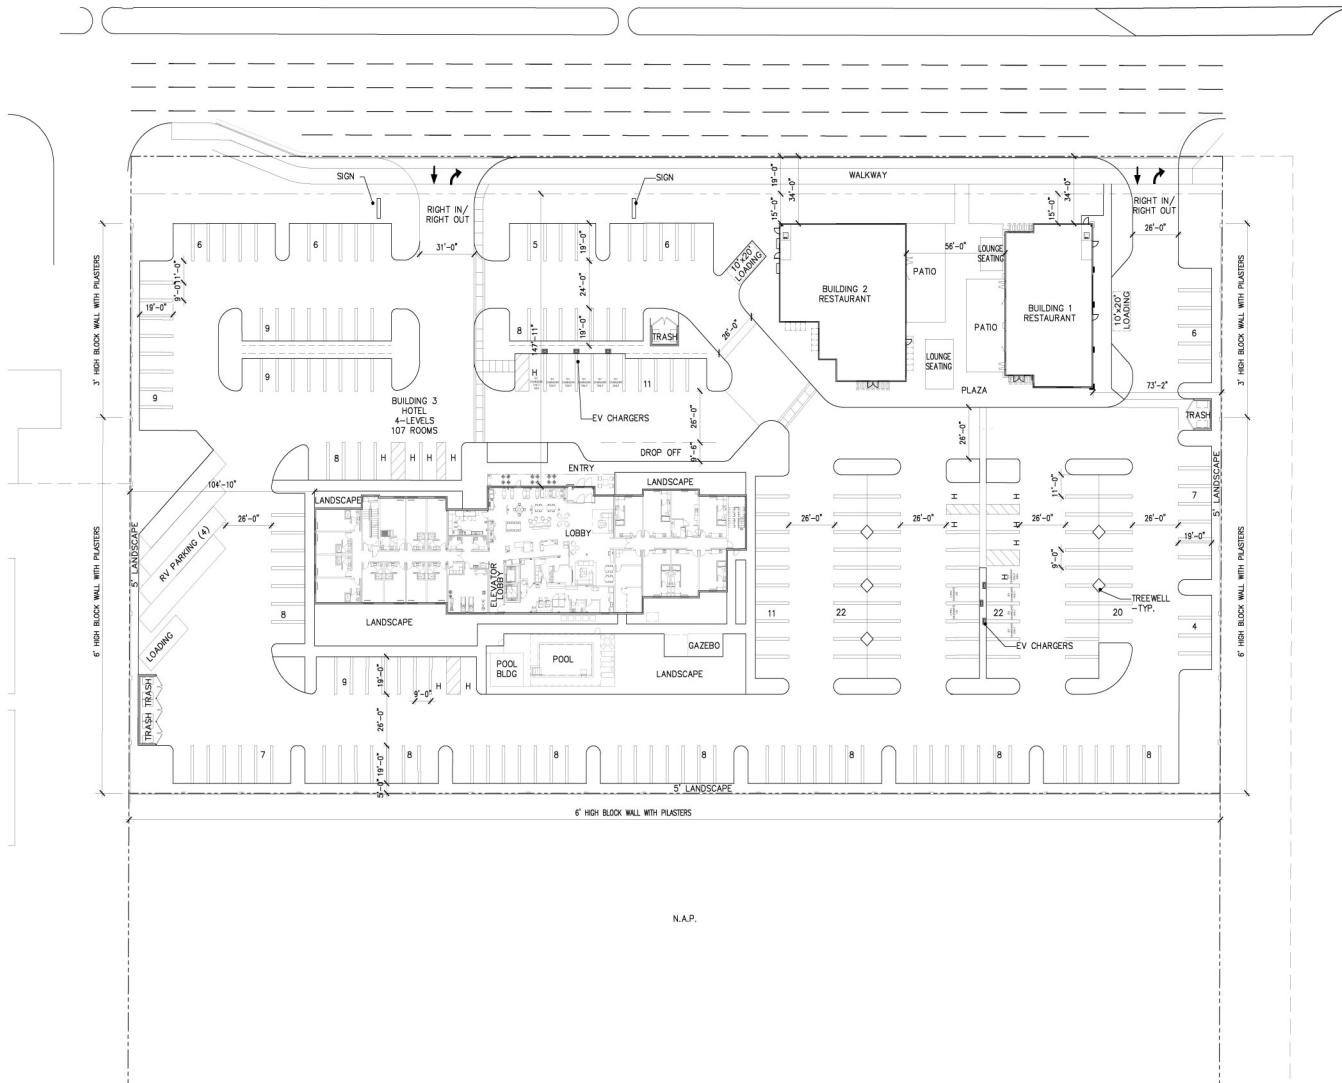 SIGN
SIGN
WALKWAY
RIGHT IN/
RIGHT OUT
RIGHT IN/
RIGHT OUT
19'-0"
34'-0"
15'-0"
34'-0"
15'-0"
31'-0"
26'-0"
6
6
5
6
19'-0"
24'-0"
19'-0"
11'-0"
9'-0"
19'-0"
10'x20'
LOADING
56'-0"
LOUNGE
SEATING
PATIO
BUILDING 2
RESTAURANT
BUILDING 1
RESTAURANT
PATIO
10'x20'
LOADING
6
3' HIGH BLOCK WALL WITH PILASTERS
3' HIGH BLOCK WALL WITH PILASTERS
9
8
TRASH
26'-0"
47'-11"
LOUNGE
SEATING
9
9
H
11
PLAZA
73'-2"
BUILDING 3
HOTEL
4-LEVELS
107 ROOMS
EV CHARGERS
TRASH
26'-0"
26'-0"
8
H
H
H
H
DROP OFF
9'-6"
ENTRY
LANDSCAPE
LANDSCAPE
104'-10"
26'-0"
RV PARKING (4)
5' LANDSCAPE
LOBBY
ELEVATOR
LOBBY
H
H
H
H
H
11'-0"
7
26'-0"
26'-0"
26'-0"
26'-0"
19'-0"
9'-0"
5' LANDSCAPE
TREEWELL
-TYP.
6' HIGH BLOCK WALL WITH PILASTERS
6' HIGH BLOCK WALL WITH PILASTERS
8
LANDSCAPE
11
22
22
20
4
EV CHARGERS
LOADING
GAZEBO
POOL
BLDG
POOL
LANDSCAPE
9
19'-0"
H
H
9'-0"
TRASH
TRASH
26'-0"
19'-0"
5'-0"
7
8
8
8
8
8
8
5' LANDSCAPE
6' HIGH BLOCK WALL WITH PILASTERS
N.A.P.